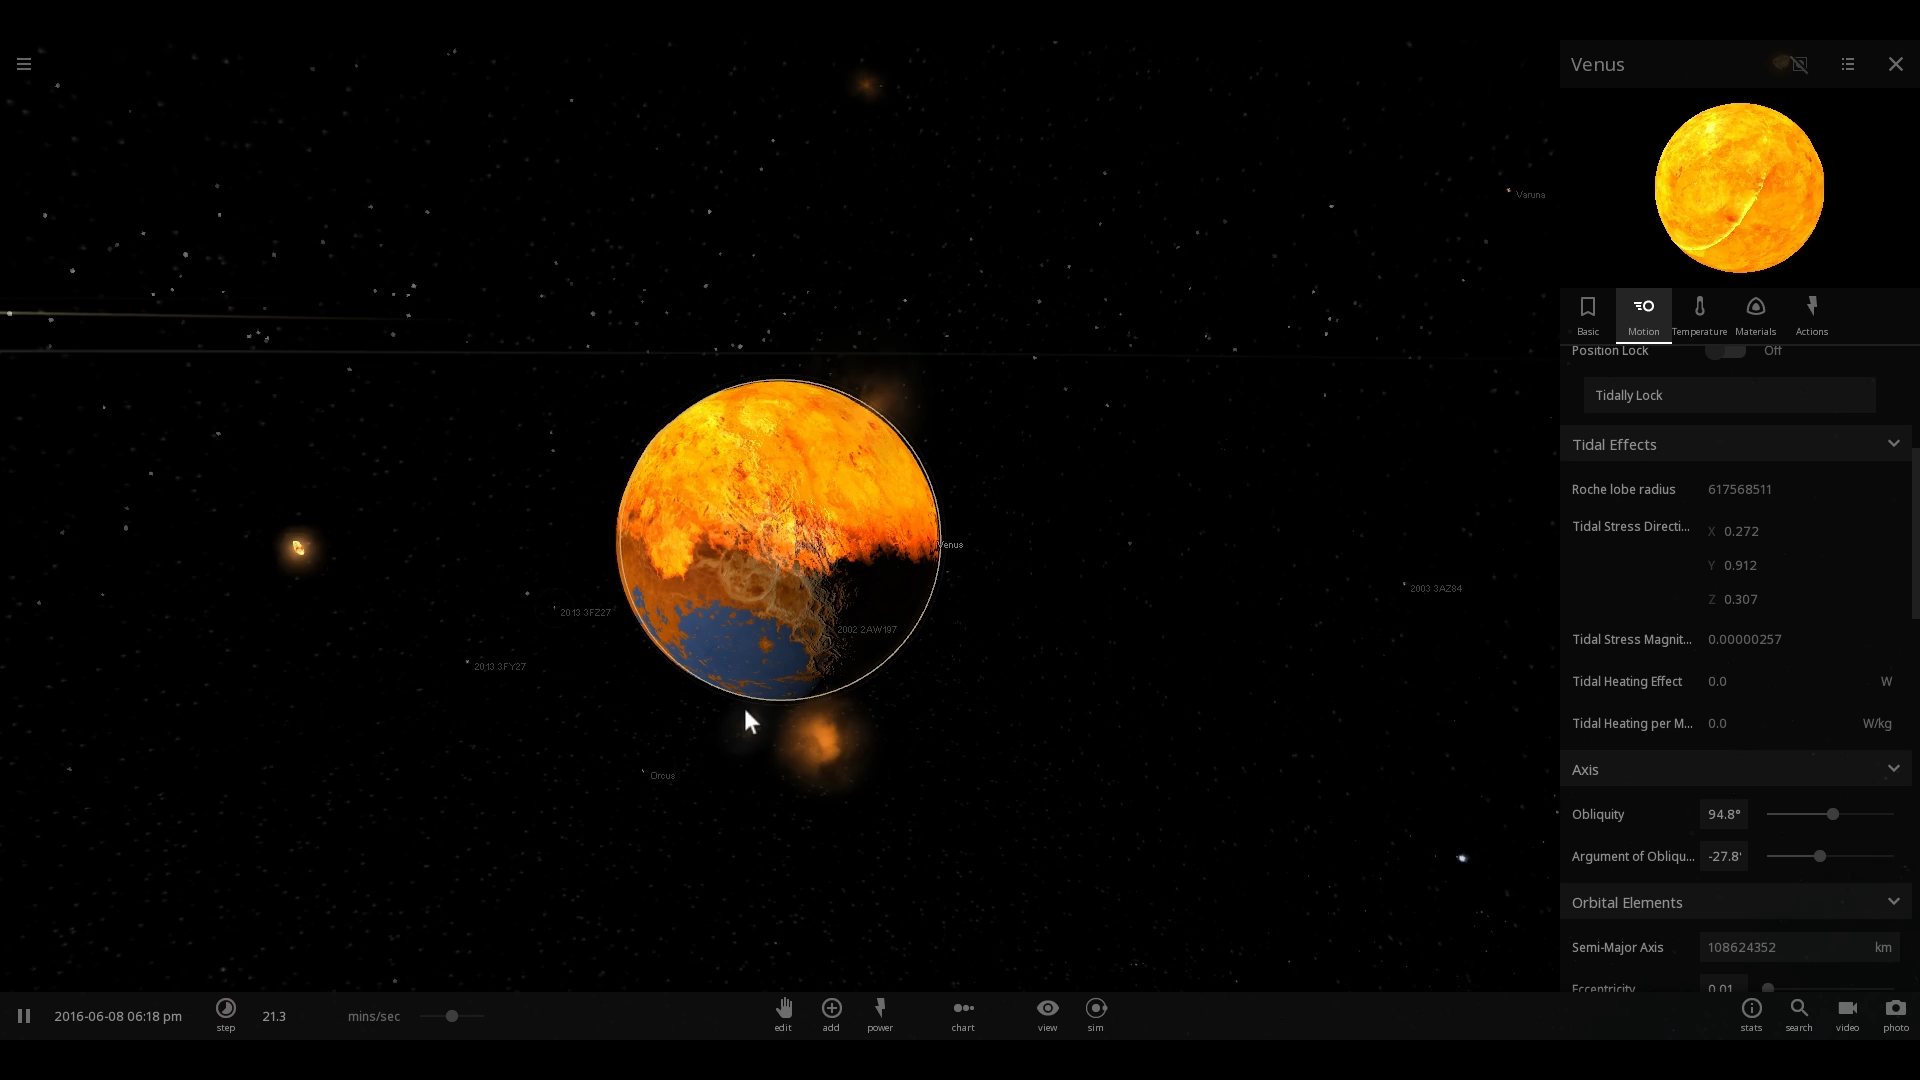 Venus
Varuna
Basic
Motion
Temperature
Materials
Actions
Position Lock Off
Tidally Lock
Tidal Effects
Roche lobe radius 617568511
Tidal Stress Directi... X 0.272
Y 0.912
Z 0.307
Tidal Stress Magnit... 0.00000257
Tidal Heating Effect 0.0 W
Tidal Heating per M... 0.0 W/kg
Axis
Obliquity 94.8°
Argument of Obliqu... -27.8°
Orbital Elements
Semi-Major Axis 108624352 km
Eccentricity 0.01
Venus
2003 3AZ84
2013 3FZ27
2002 2AW197
2013 3FY27
Orcus
2016-06-08 06:18 pm
step
21.3
mins/sec
edit
add
power
chart
view
sim
stats
search
video
photo